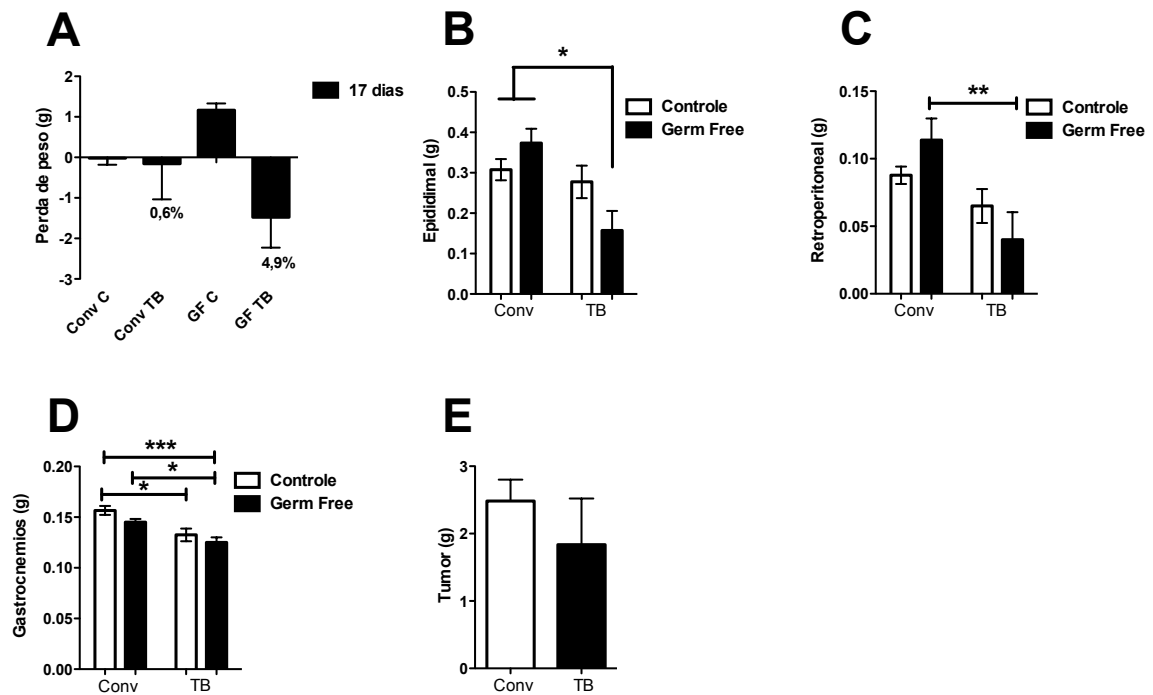 A
Perda de peso (g)
2
1
0
-1
-2
-3
0,6%
4,9%
Conv C
Conv TB
GF C
GF TB
17 dias
B
*
Epididimal (g)
0.5
0.4
0.3
0.2
0.1
0.0
Conv
TB
Controle
Germ Free
C
**
Retroperitoneal (g)
0.15
0.10
0.05
0.00
Conv
TB
Controle
Germ Free
D
***
*
*
Gastrocnemios (g)
0.20
0.15
0.10
0.05
0.00
Conv
TB
Controle
Germ Free
E
Tumor (g)
3
2
1
0
Conv
TB